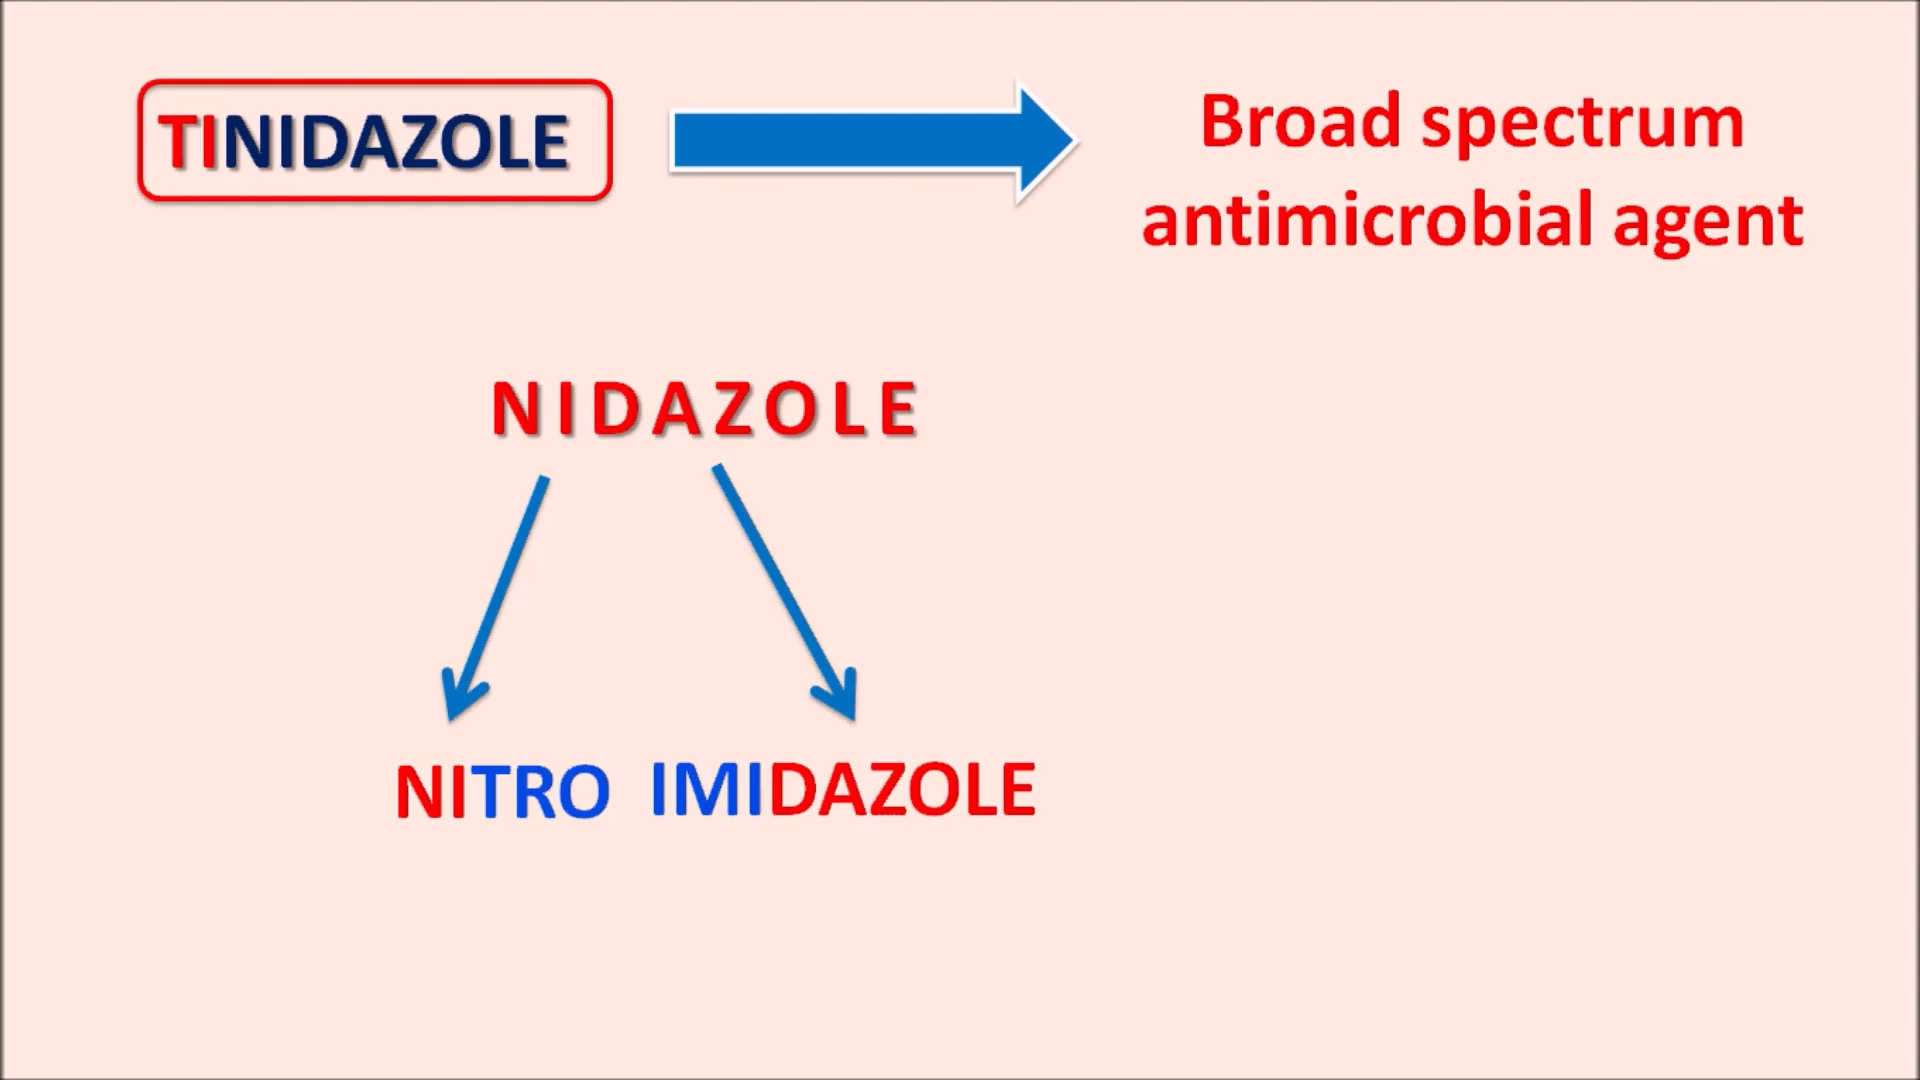 TINIDAZOLE
Broad spectrum
antimicrobial agent
NIDAZOLE
NITRO IMIDAZOLE